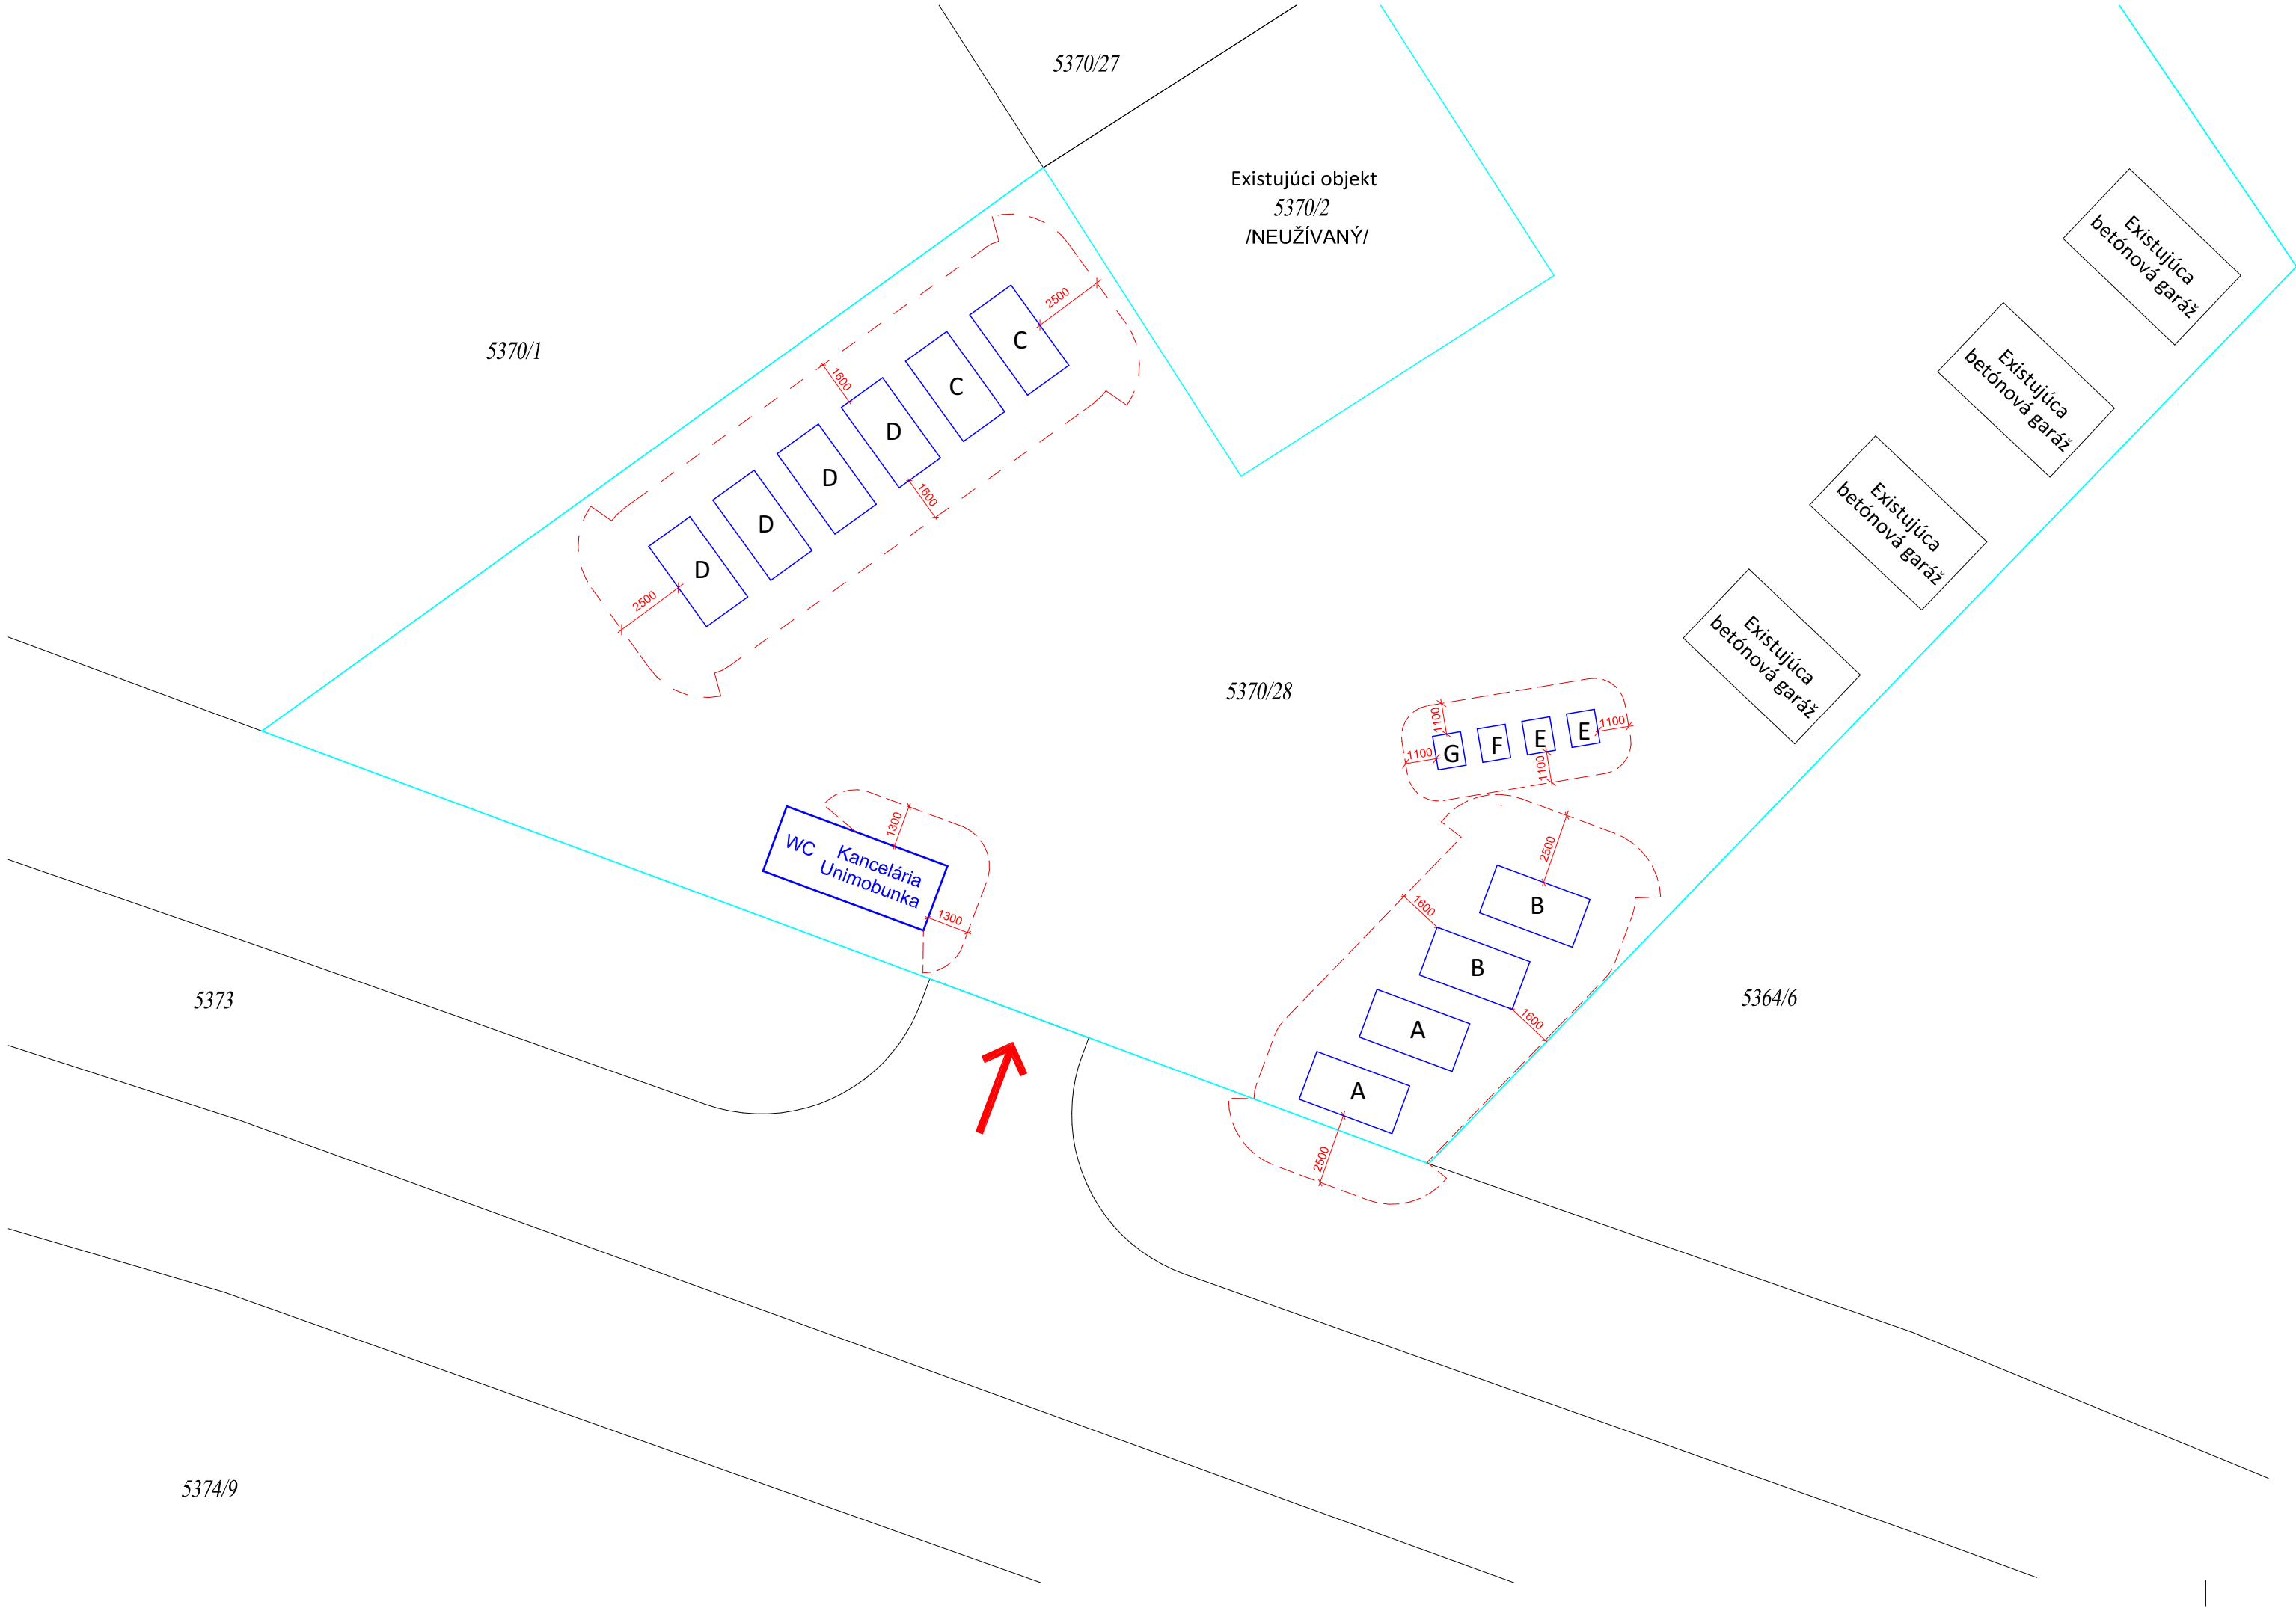 5370/27
Existujúci objekt
5370/2
/NEUŽÍVANÝ/
Existujúca
betónová garáž
Existujúca
betónová garáž
Existujúca
betónová garáž
Existujúca
betónová garáž
5370/1
2500
C
C
1600
D
1600
D
D
D
2500
5370/28
1100
1100
G
F
E
E
1100
1100
1300
WC
Kancelária
Unimobunka
1300
2500
B
1600
B
1600
A
A
2500
5373
5364/6
5374/9